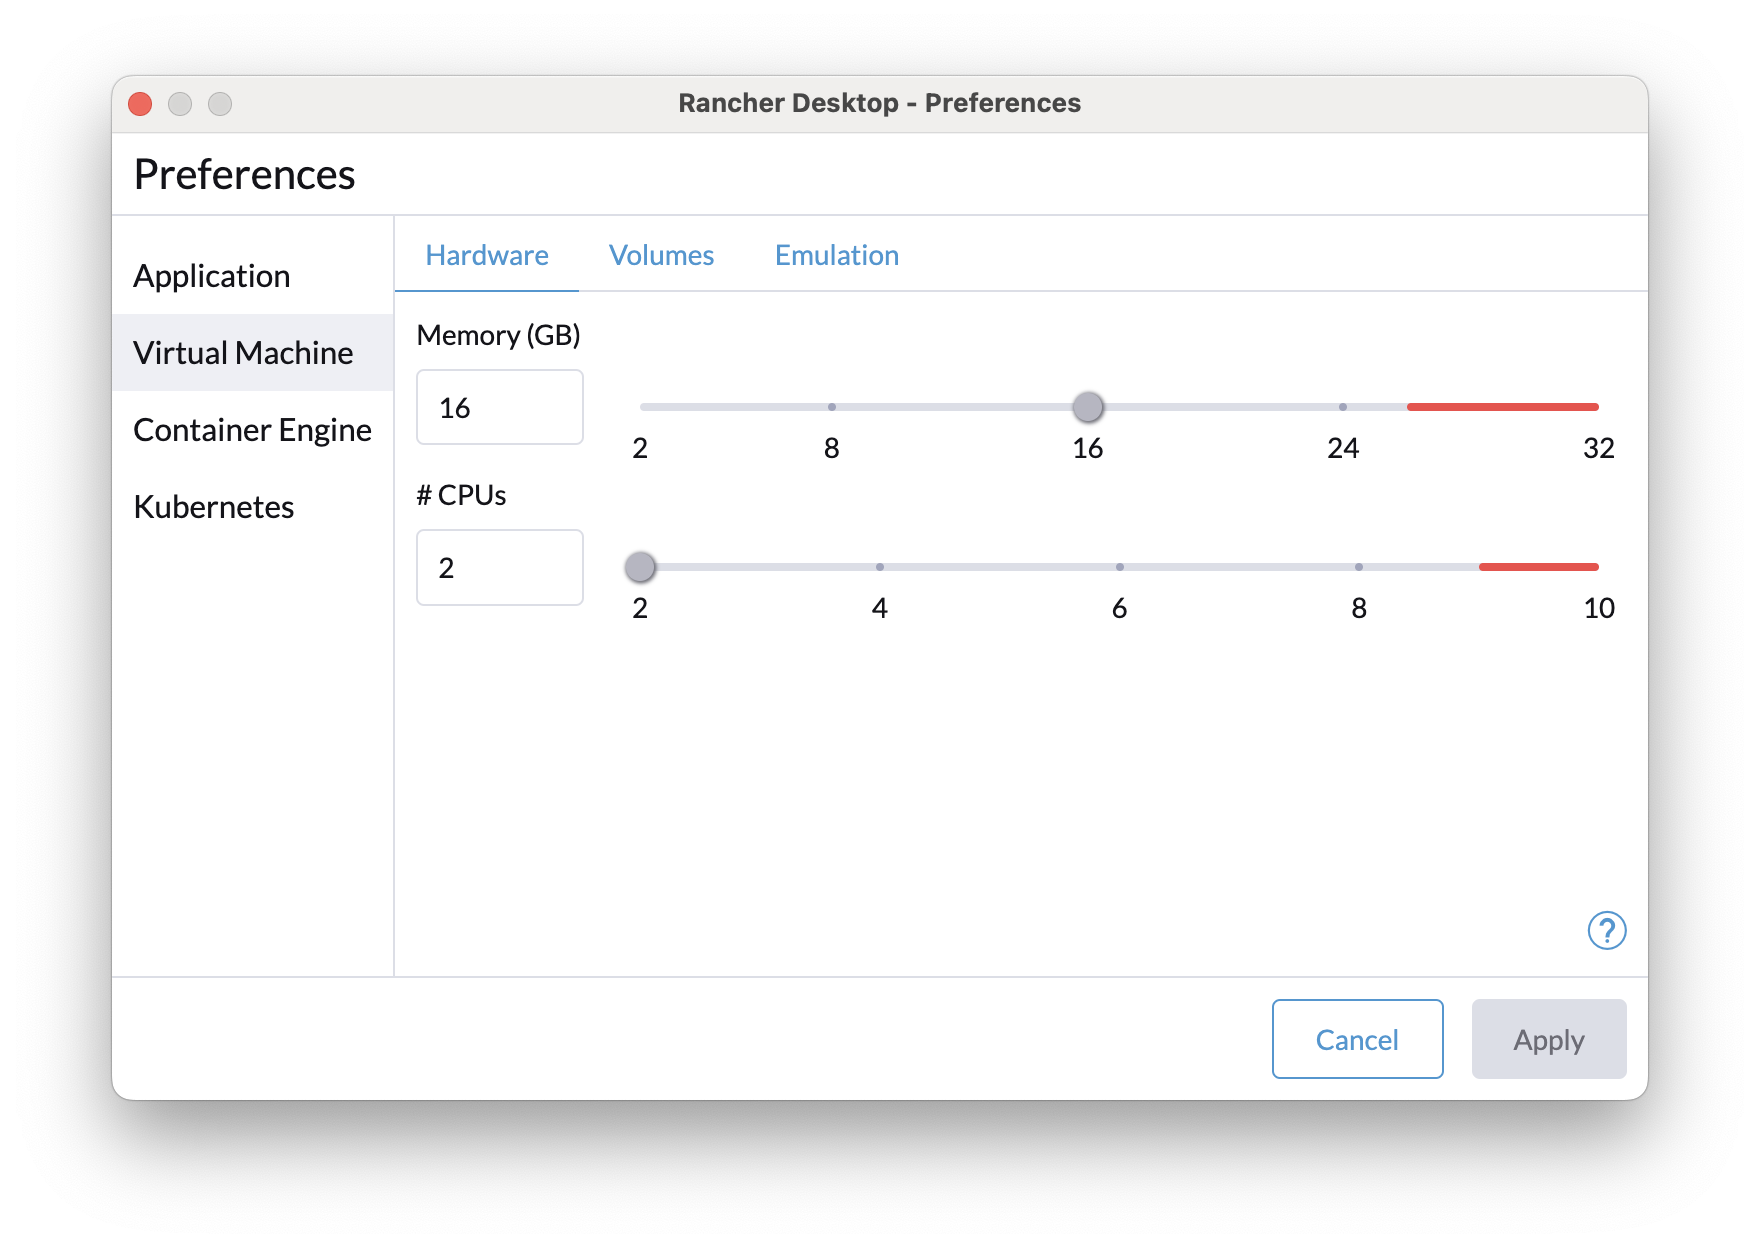 Rancher Desktop - Preferences
Preferences
Application
Virtual Machine
Container Engine
Kubernetes
Hardware Volumes Emulation
Memory (GB)
16
2 8 16 24 32
# CPUs
2
2 4 6 8 10
?
Cancel Apply